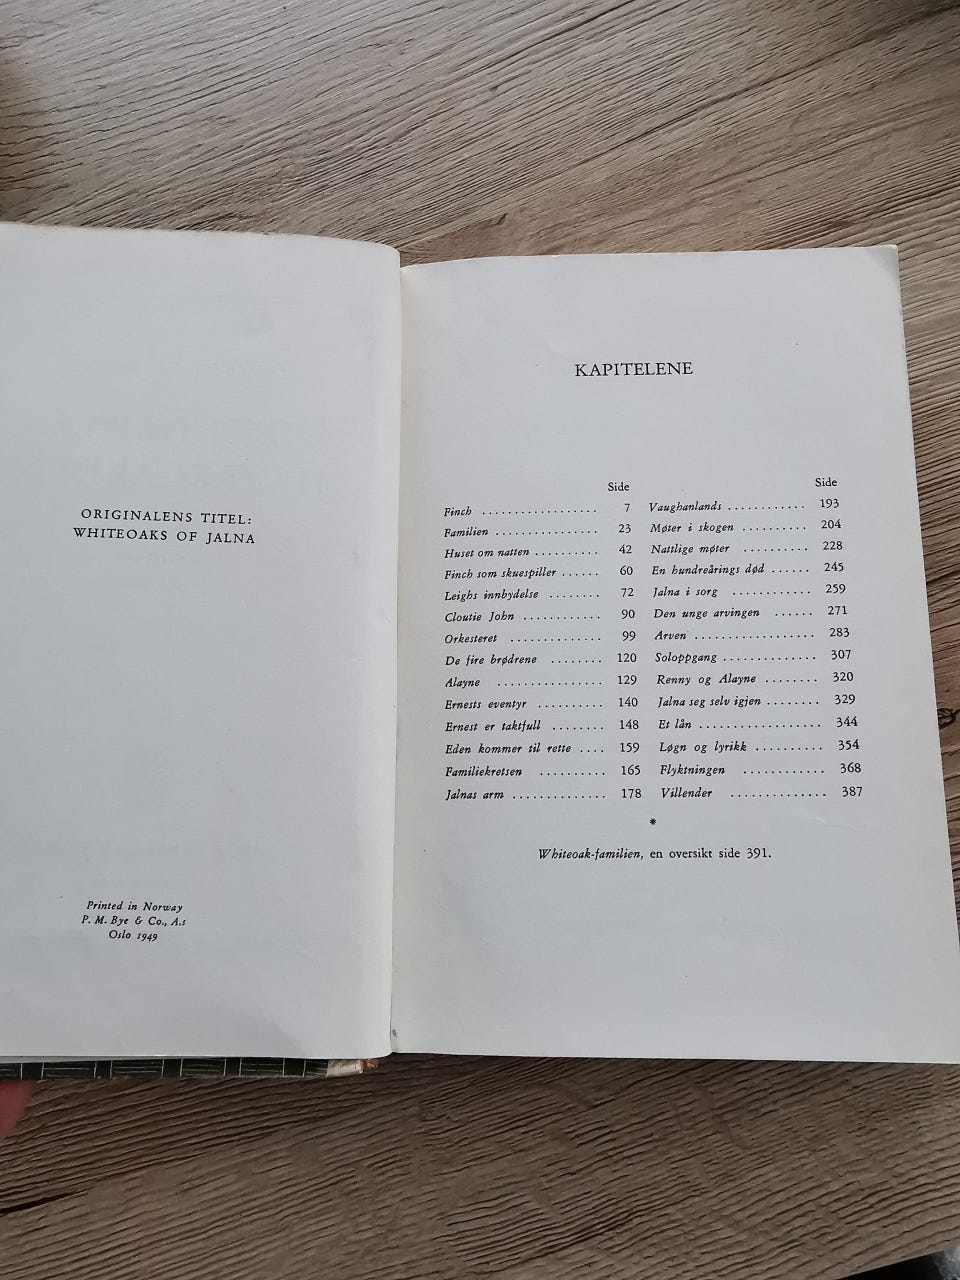 ORIGINALENS TITEL:
WHITEOAKS OF JALNA
Printed in Norway
P. M. Bye & Co., A.s
Oslo 1949
KAPITELENE
Side
Finch .................. 7
Familien ................ 23
Huset om natten .......... 42
Finch som skuespiller ...... 60
Leighs innbydelse ........ 72
Cloutie John ............ 90
Orkesteret .............. 99
De fire brødrene ........ 120
Alayne ................ 129
Ernests eventyr .......... 140
Ernest er taktfull ........ 148
Eden kommer til rette .... 159
Familiekretsen .......... 165
Jalnas arm .............. 178
Side
Vaughanlands ............ 193
Møter i skogen .......... 204
Nattlige møter .......... 228
En hundreårings død ...... 245
Jalna i sorg ............ 259
Den unge arvingen ...... 271
Arven .................. 283
Soloppgang .............. 307
Renny og Alayne ........ 320
Jalna seg selv igjen ........ 329
Et lån .................. 344
Løgn og lyrikk .......... 354
Flyktningen ............ 368
Villender .............. 387
*
Whiteoak-familien, en oversikt side 391.